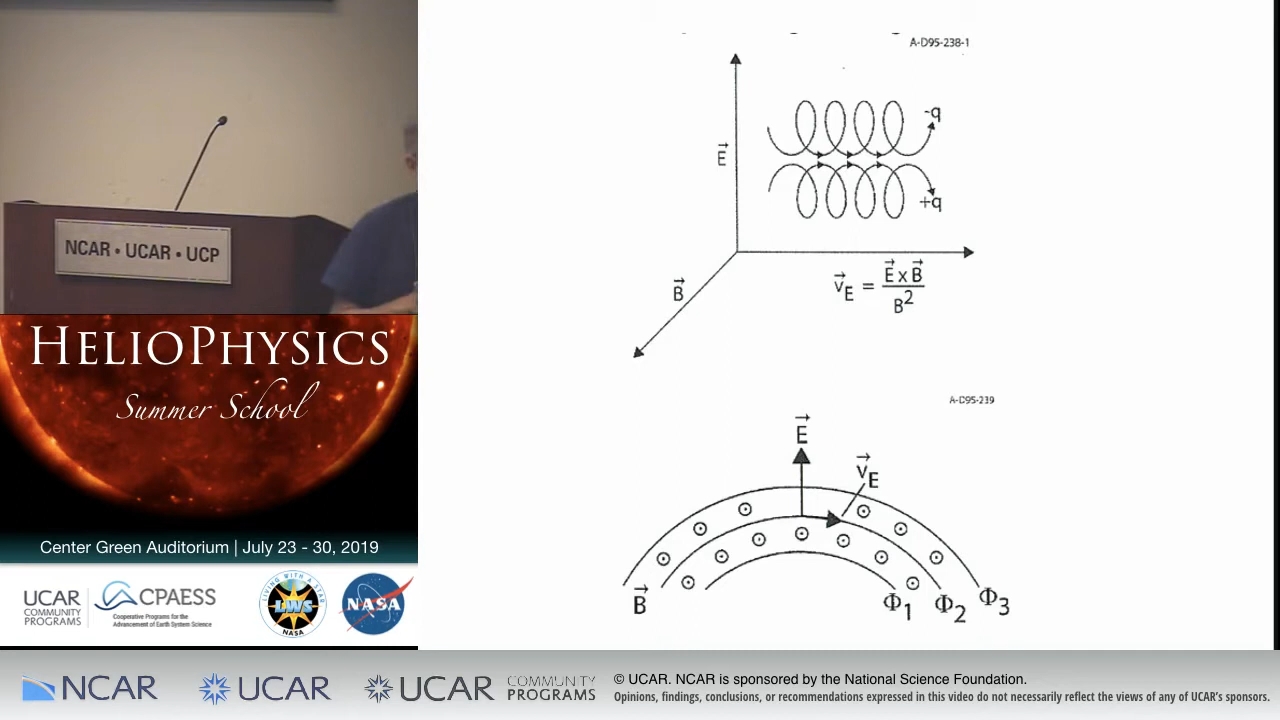 NCAR • UCAR • UCP
HELIOPHYSICS
Summer School
Center Green Auditorium | July 23 - 30, 2019
UCAR
COMMUNITY
PROGRAMS
CPAESS
Cooperative Programs for the
Advancement of Earth System Science
LIVING WITH A STAR
LWS
NASA
NASA
A-D95-238-1
E
-q
+q
B
v_E = E x B / B²
A-D95-239
E
v_E
B
Φ1
Φ2
Φ3
NCAR
UCAR
UCAR
COMMUNITY
PROGRAMS
© UCAR. NCAR is sponsored by the National Science Foundation.
Opinions, findings, conclusions, or recommendations expressed in this video do not necessarily reflect the views of any of UCAR's sponsors.